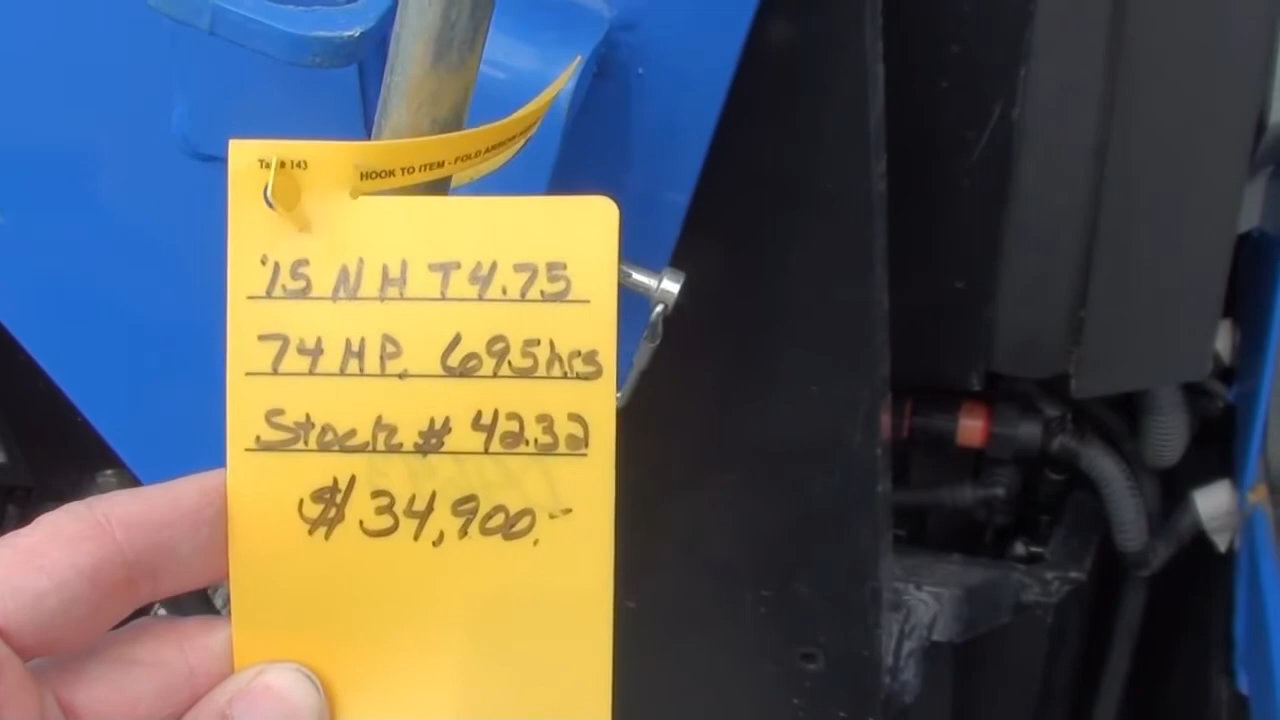 Tag# 143
HOOK TO ITEM - FOLD ARROW
'15 NH T4.75
74 HP. 695hrs
Stock # 4232
$34,900.-